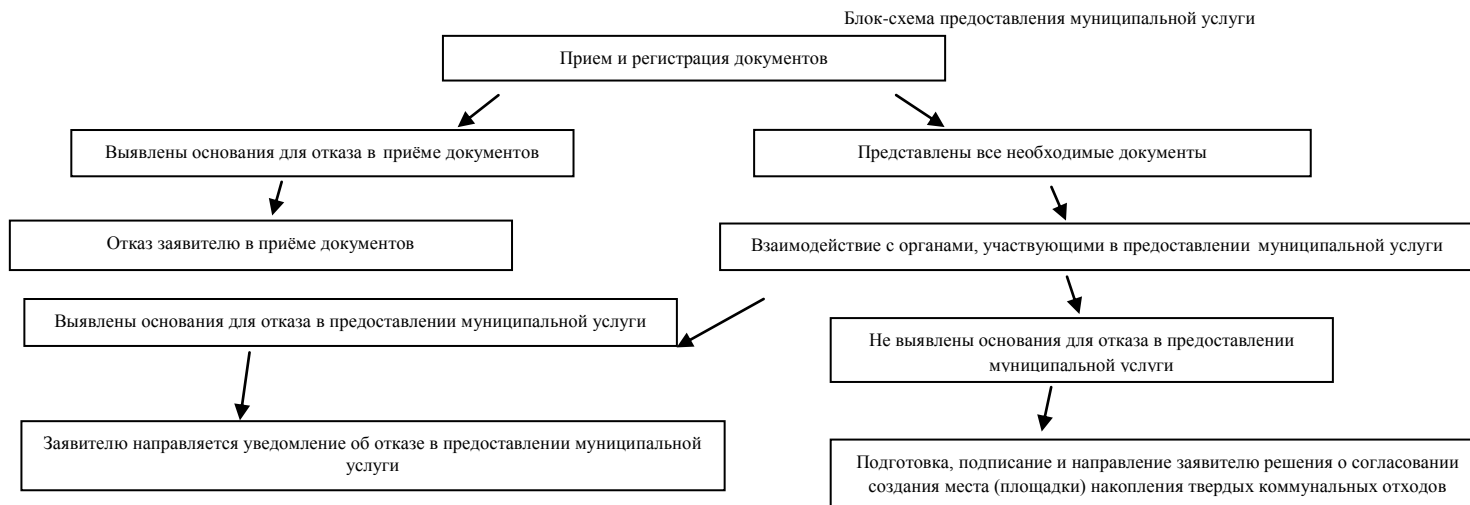 Блок-схема предоставления муниципальной услуги
Прием и регистрация документов
Выявлены основания для отказа в приёме документов
Представлены все необходимые документы
Отказ заявителю в приёме документов
Взаимодействие с органами, участвующими в предоставлении муниципальной услуги
Выявлены основания для отказа в предоставлении муниципальной услуги
Не выявлены основания для отказа в предоставлении
муниципальной услуги
Заявителю направляется уведомление об отказе в предоставлении муниципальной
услуги
Подготовка, подписание и направление заявителю решения о согласовании
создания места (площадки) накопления твердых коммунальных отходов